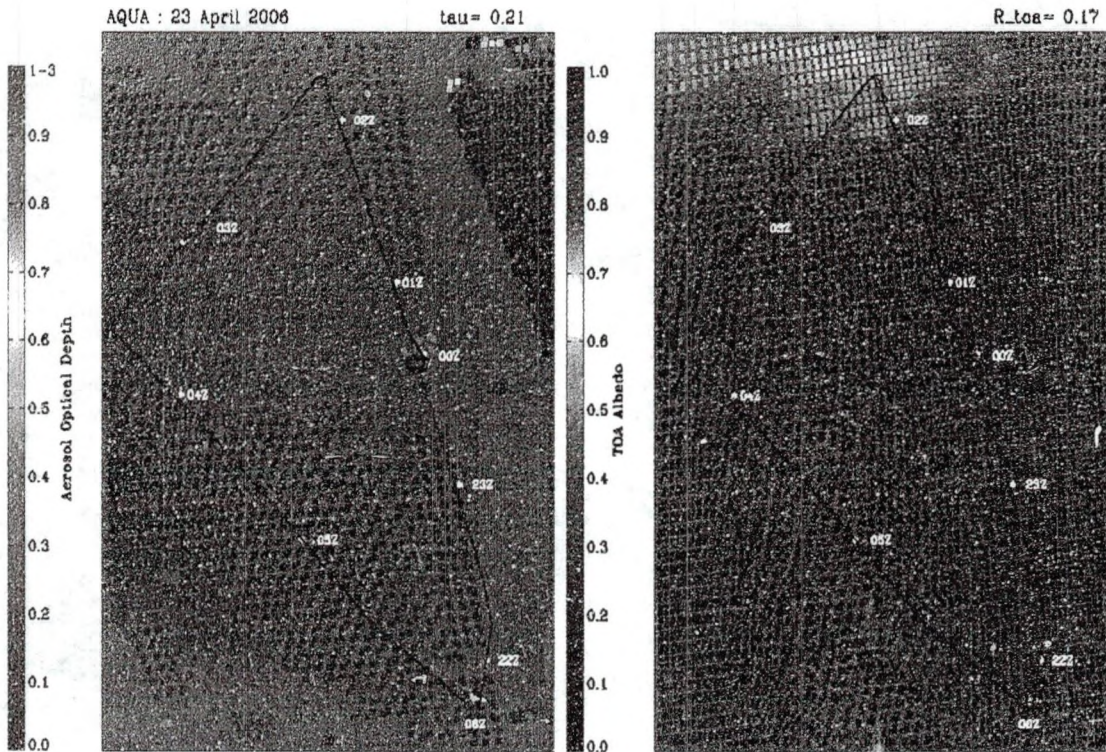 AQUA : 23 April 2006
tau= 0.21
R_toa= 0.17
1-3
0.9
0.8
0.7
0.6
0.5
0.4
0.3
0.2
0.1
0.0
Aerosol Optical Depth
02Z
03Z
01Z
00Z
04Z
23Z
05Z
22Z
06Z
1.0
0.9
0.8
0.7
0.6
0.5
0.4
0.3
0.2
0.1
0.0
TOA Albedo
02Z
03Z
01Z
00Z
04Z
23Z
05Z
22Z
06Z